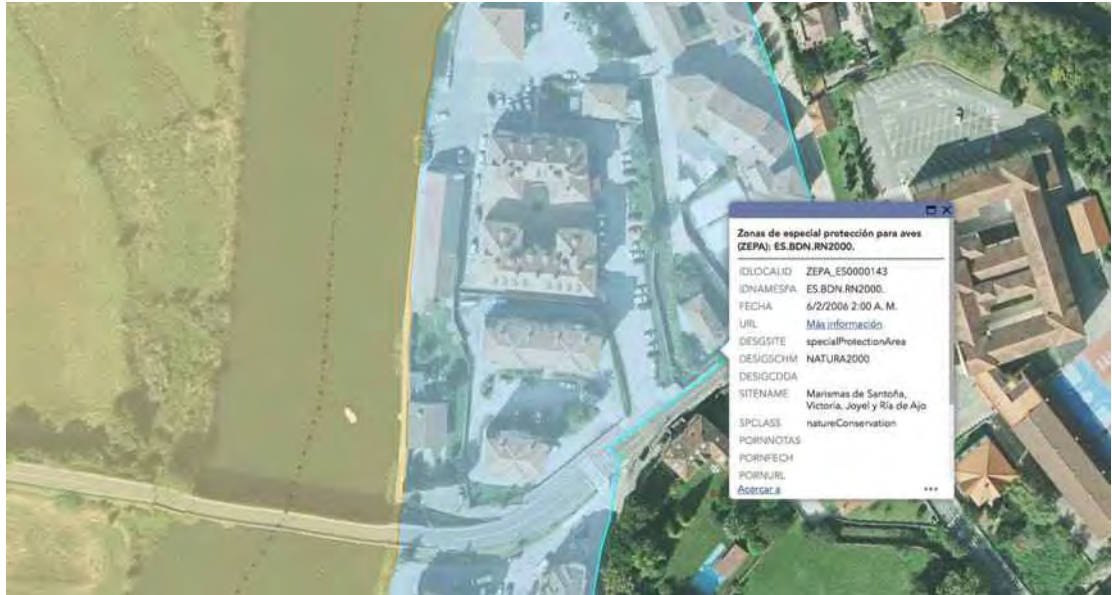 Zonas de especial protección para aves
(ZEPA): ES.BDN.RN2000.
IDLOCALID ZEPA_ES0000143
IDNAMESPA ES.BDN.RN2000.
FECHA 6/2/2006 2:00 A. M.
URL Más información
DESGSITE specialProtectionArea
DESIGSCHM NATURA2000
DESIGCDDA
SITENAME Marismas de Santoña,
Victoria, Joyel y Ría de Ajo
SPCLASS natureConservation
PORNNOTAS
PORNFECH
PORNURL
Acercar a